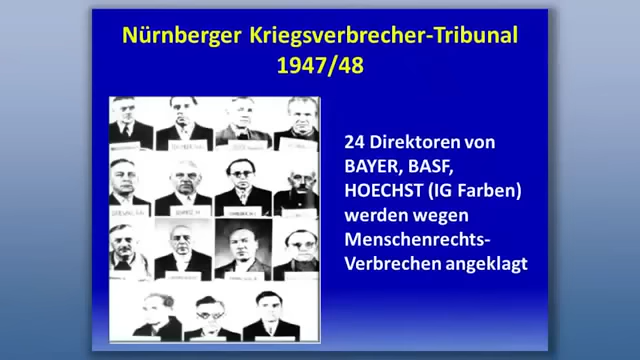 Nürnberger Kriegsverbrecher-Tribunal
1947/48
24 Direktoren von
BAYER, BASF,
HOECHST (IG Farben)
werden wegen
Menschenrechts-
Verbrechen angeklagt